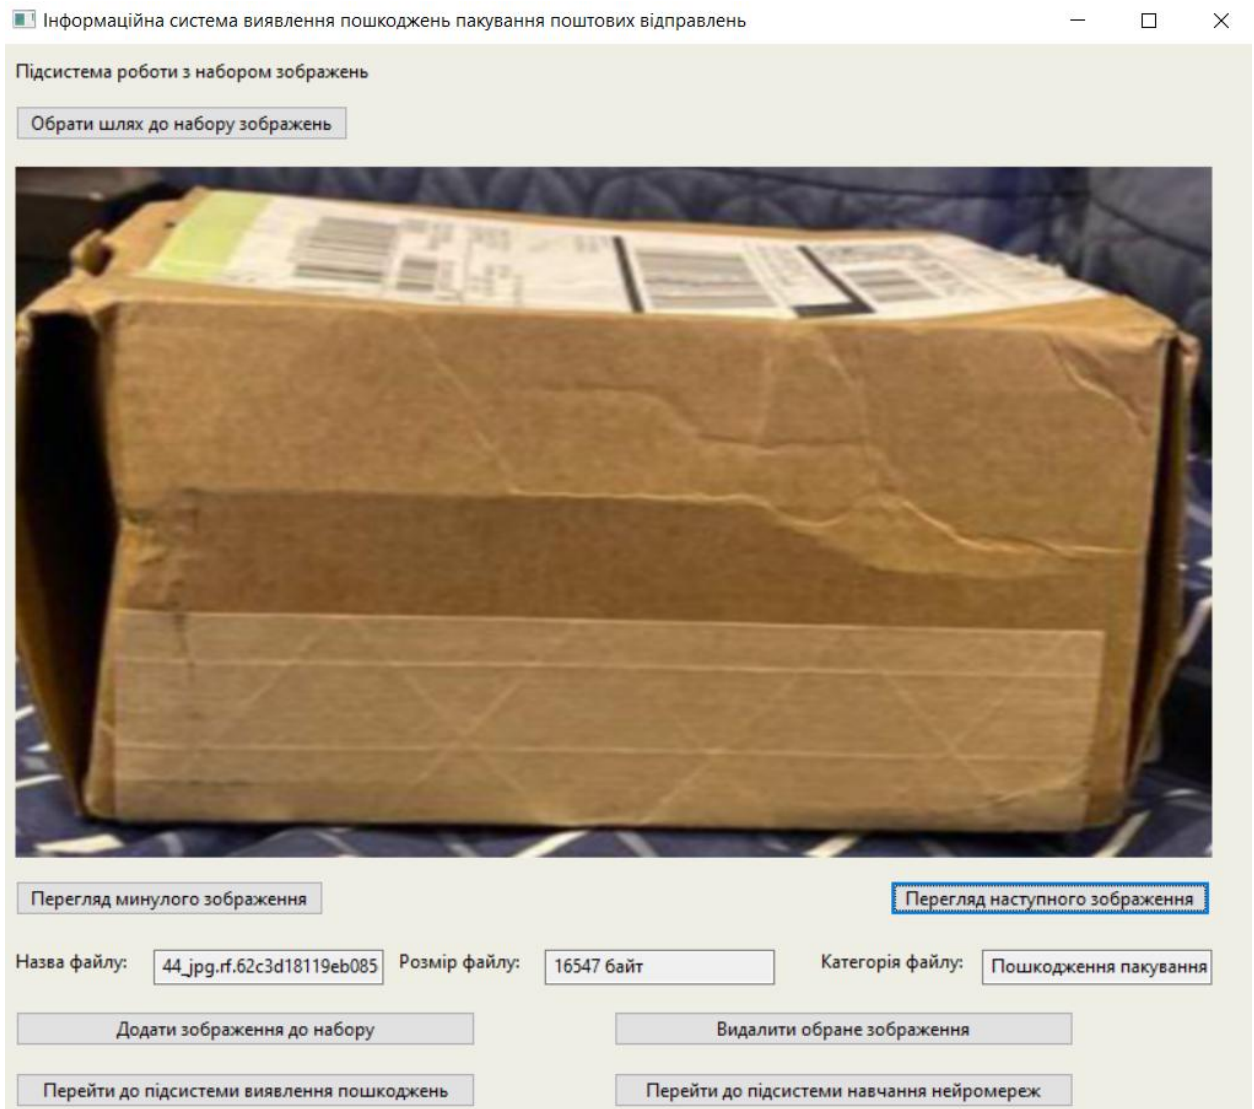 Інформаційна система виявлення пошкоджень пакування поштових відправлень
Підсистема роботи з набором зображень
Обрати шлях до набору зображень
Перегляд минулого зображення
Перегляд наступного зображення
Назва файлу: 44_jpg.rf.62c3d18119eb085 Розмір файлу: 16547 байт Категорія файлу: Пошкодження пакування
Додати зображення до набору
Видалити обране зображення
Перейти до підсистеми виявлення пошкоджень
Перейти до підсистеми навчання нейромереж